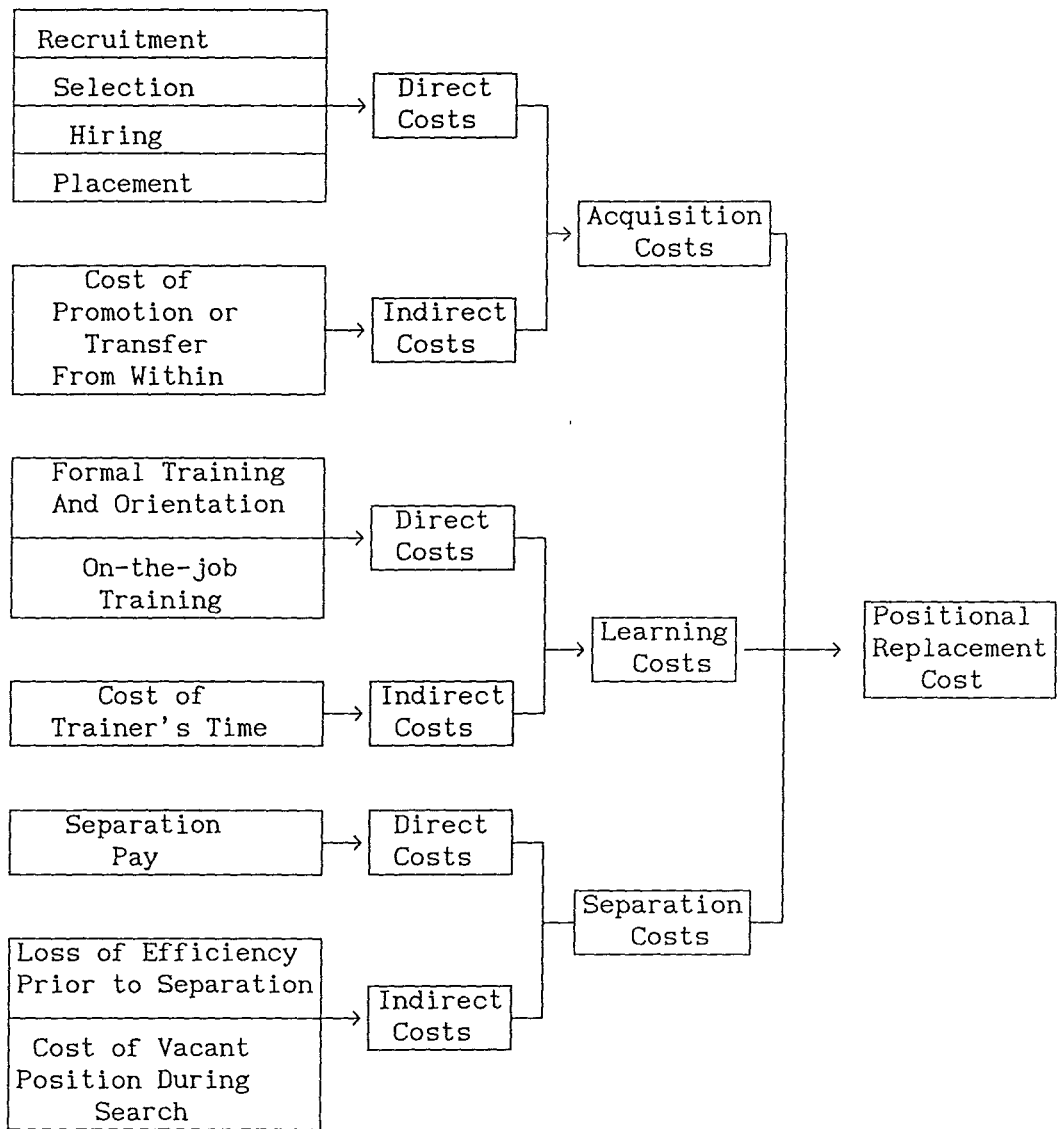 Recruitment
Selection
Hiring
Placement
Direct
Costs
Cost of
Promotion or
Transfer
From Within
Indirect
Costs
Acquisition
Costs
Formal Training
And Orientation
On-the-job
Training
Direct
Costs
Cost of
Trainer's Time
Indirect
Costs
Learning
Costs
Separation
Pay
Direct
Costs
Loss of Efficiency
Prior to Separation
Cost of Vacant
Position During
Search
Indirect
Costs
Separation
Costs
Positional
Replacement
Cost